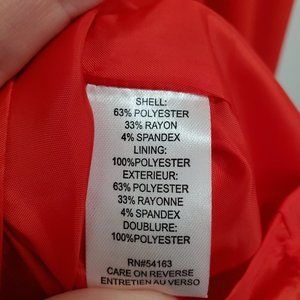 SHELL:
63% POLYESTER
33% RAYON
4% SPANDEX
LINING:
100%POLYESTER
EXTERIEUR:
63% POLYESTER
33% RAYONNE
4% SPANDEX
DOUBLURE:
100%POLYESTER
RN#54163
CARE ON REVERSE
ENTRETIEN AU VERSO